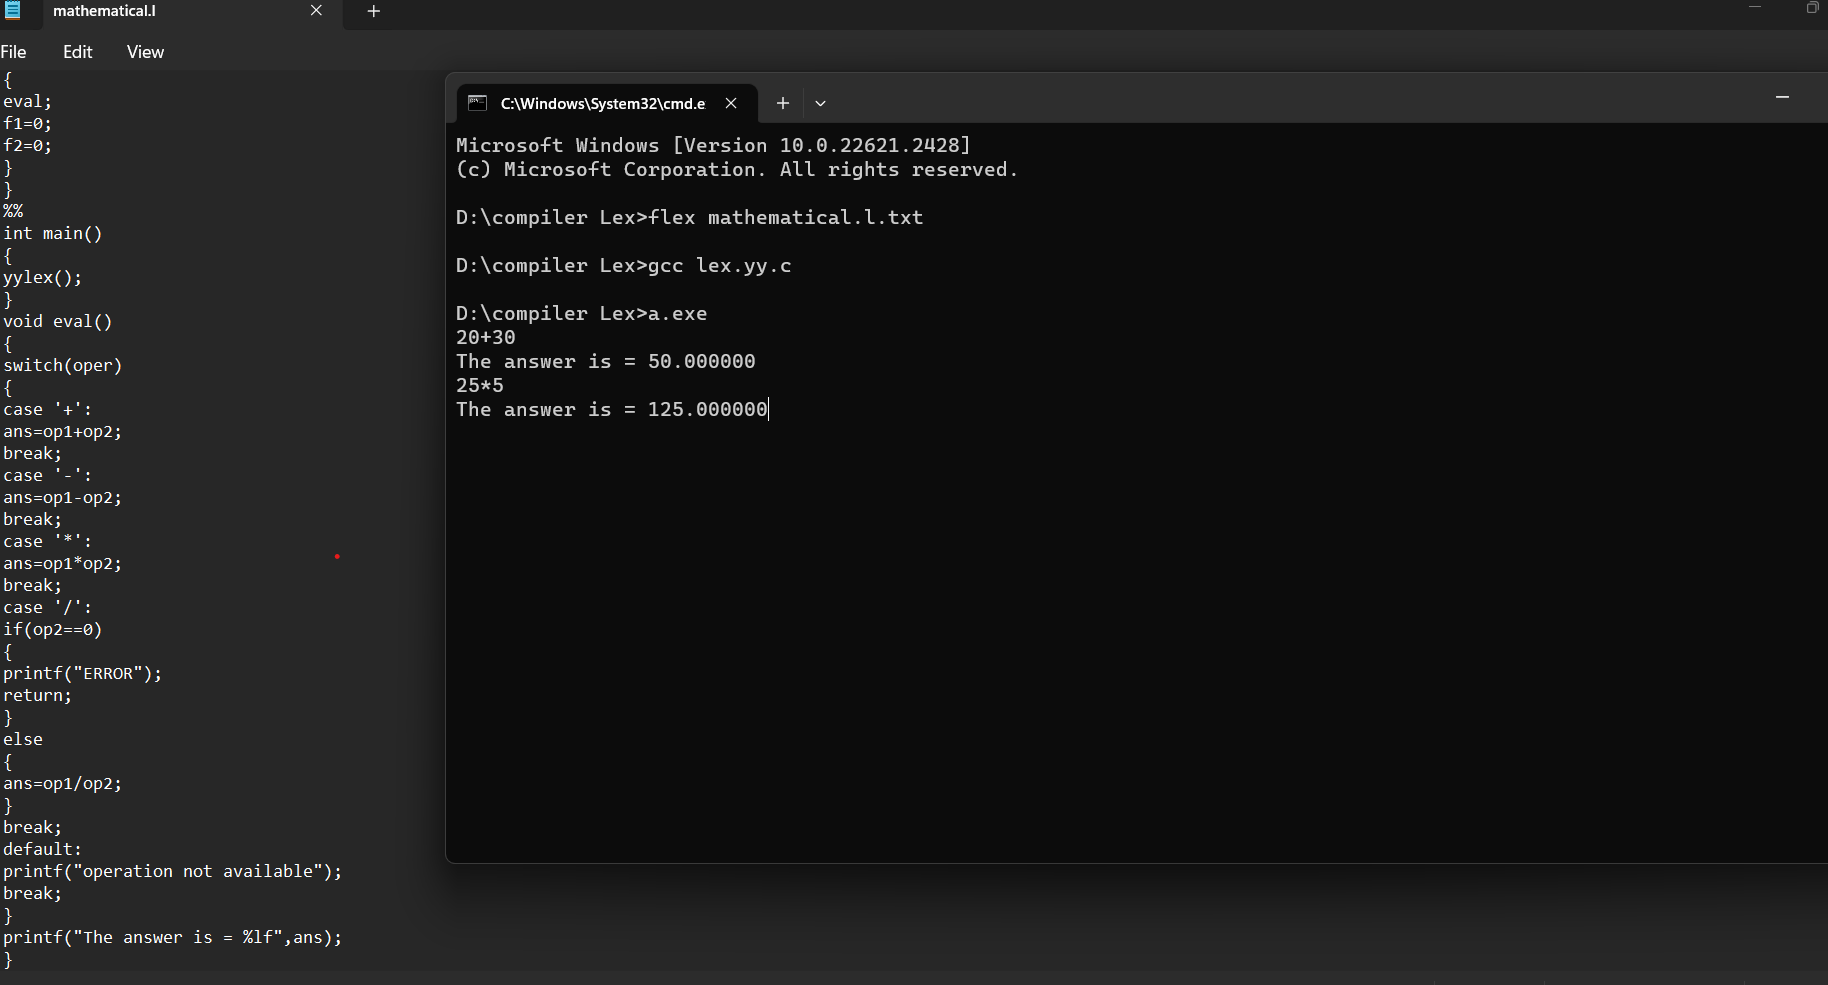 mathematical.l
File Edit View
{
eval;
f1=0;
f2=0;
}
}
%%
int main()
{
yylex();
}
void eval()
{
switch(oper)
{
case '+':
ans=op1+op2;
break;
case '-':
ans=op1-op2;
break;
case '*':
ans=op1*op2;
break;
case '/':
if(op2==0)
{
printf("ERROR");
return;
}
else
{
ans=op1/op2;
}
break;
default:
printf("operation not available");
break;
}
printf("The answer is = %lf",ans);
}
C:\Windows\System32\cmd.e
Microsoft Windows [Version 10.0.22621.2428]
(c) Microsoft Corporation. All rights reserved.
D:\compiler Lex>flex mathematical.l.txt
D:\compiler Lex>gcc lex.yy.c
D:\compiler Lex>a.exe
20+30
The answer is = 50.000000
25*5
The answer is = 125.000000